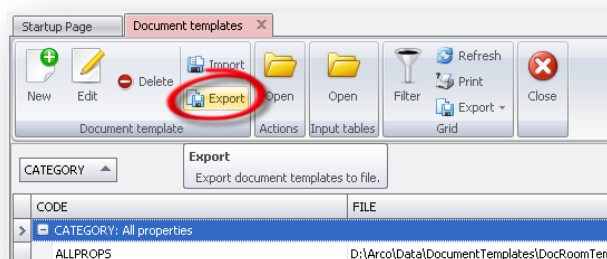 Startup Page
Document templates
New
Edit
Delete
Import
Export
Document template
Open
Actions
Open
Input tables
Filter
Refresh
Print
Export
Grid
Close
Export
Export document templates to file.
CATEGORY
CODE
FILE
CATEGORY: All properties
ALLPROPS
D:\Arco\Data\DocumentTemplates\DocRoomTem